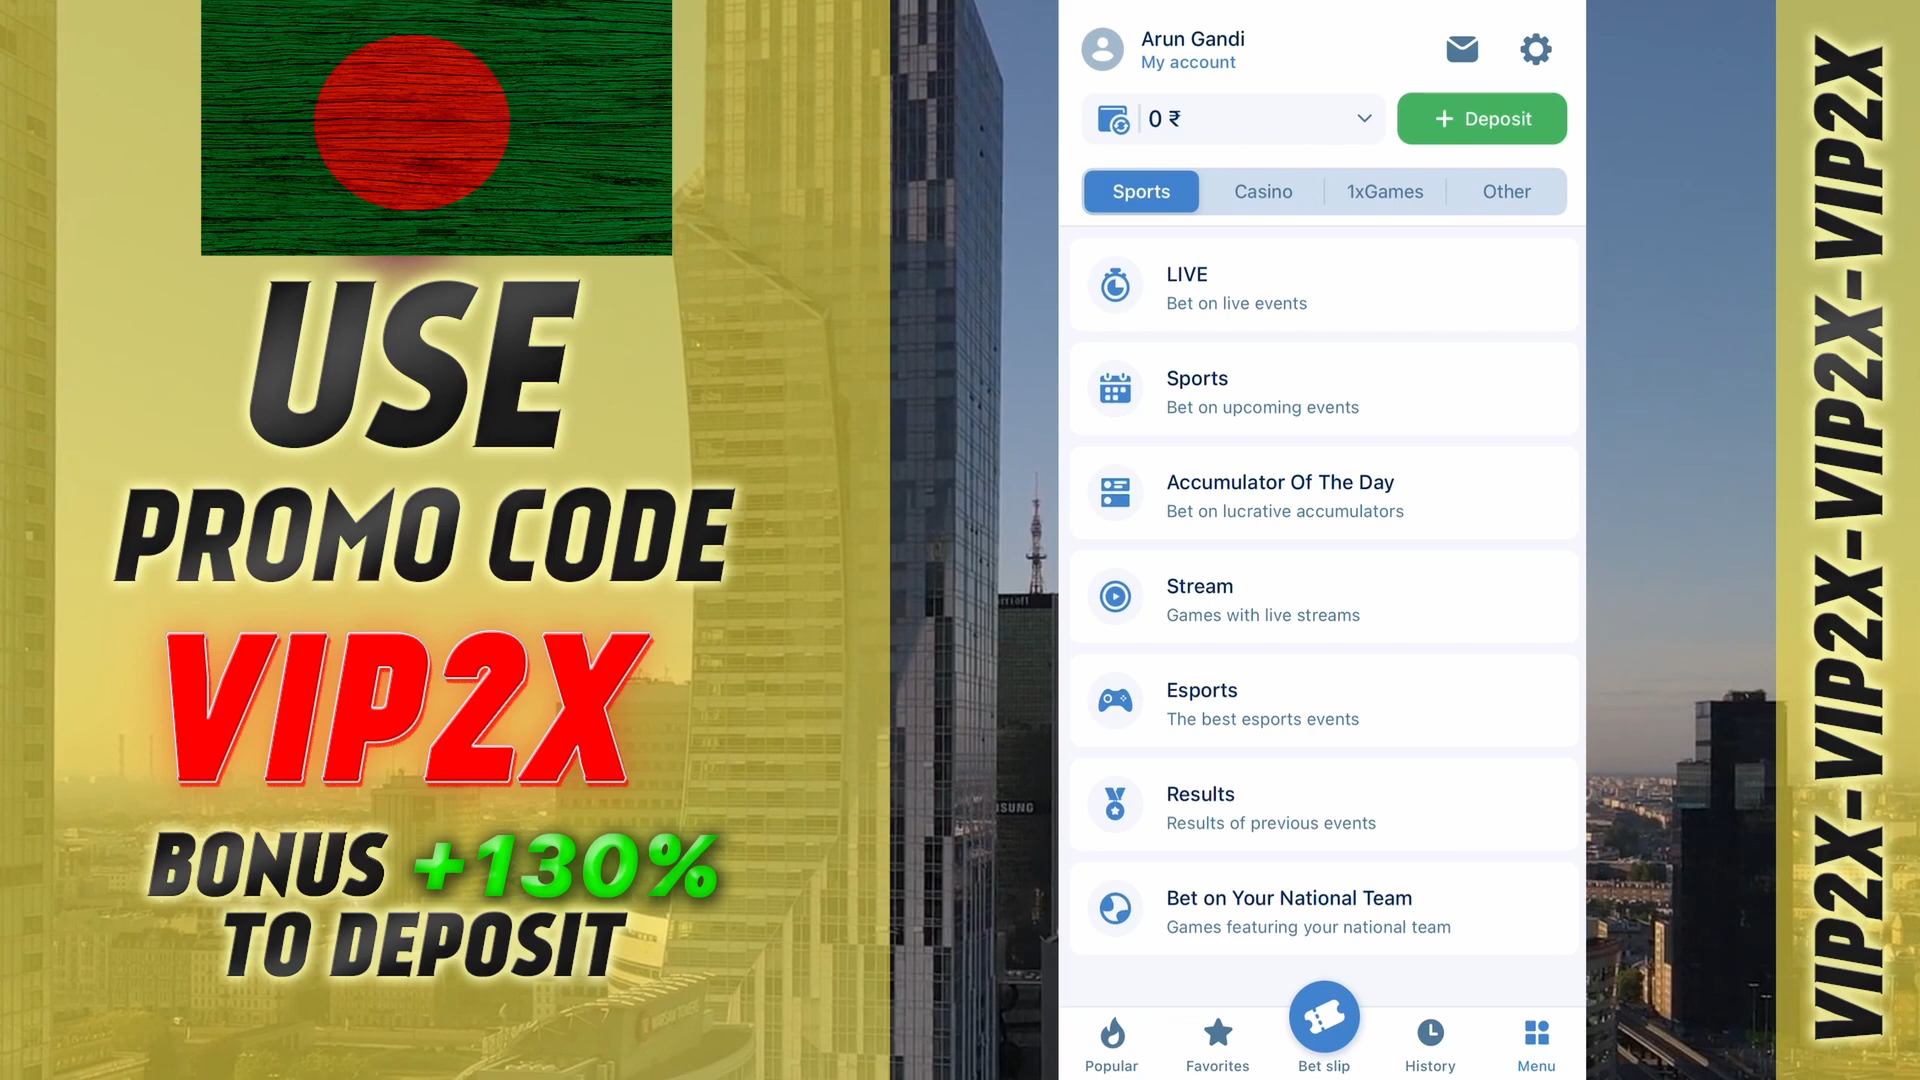 USE
PROMO CODE
VIP2X
BONUS +130%
TO DEPOSIT
Arun Gandi
My account
0 ₹
+ Deposit
Sports
Casino
1xGames
Other
LIVE
Bet on live events
Sports
Bet on upcoming events
Accumulator Of The Day
Bet on lucrative accumulators
Stream
Games with live streams
Esports
The best esports events
Results
Results of previous events
Bet on Your National Team
Games featuring your national team
Popular
Favorites
Bet slip
History
Menu
VIP2X-VIP2X-VIP2X-VIP2X